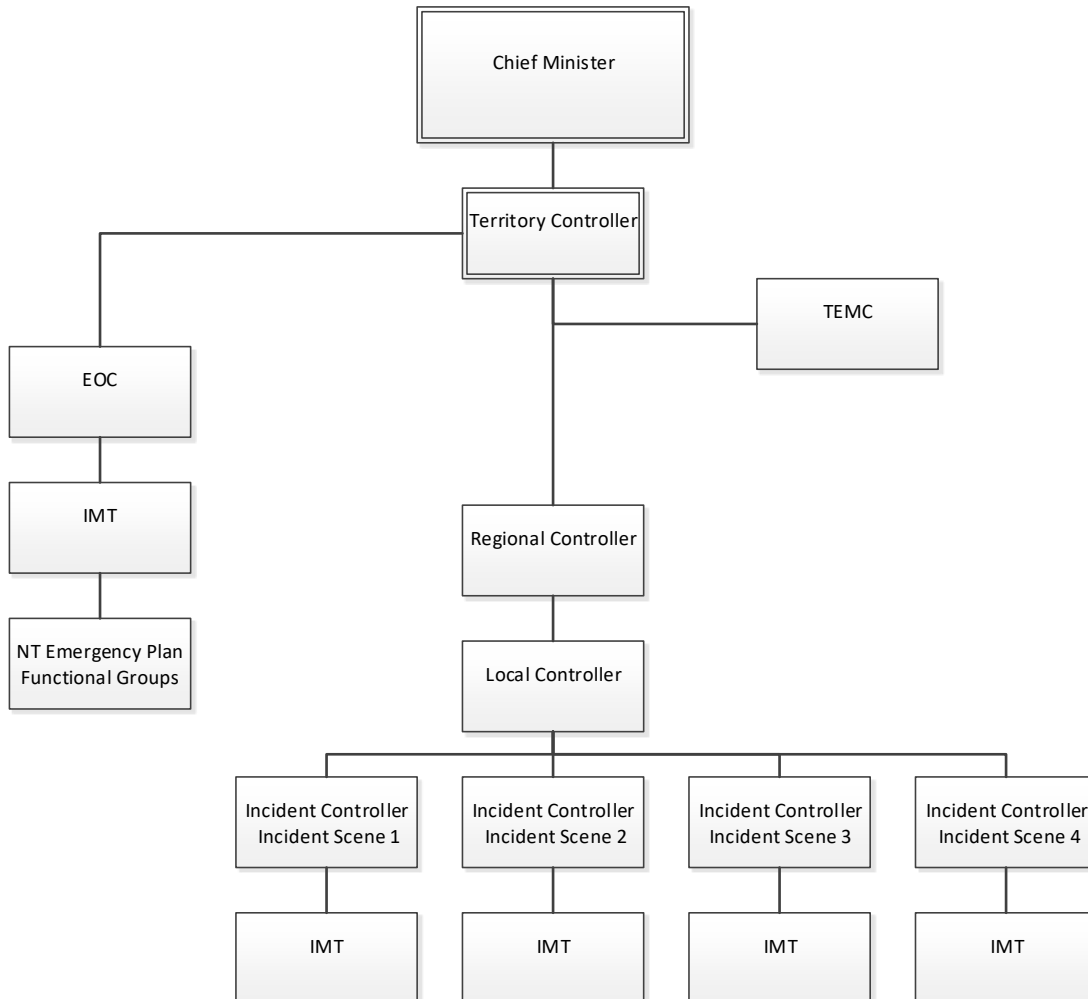 Chief Minister
Territory Controller
TEMC
EOC
IMT
NT Emergency Plan
Functional Groups
Regional Controller
Local Controller
Incident Controller
Incident Scene 1
Incident Controller
Incident Scene 2
Incident Controller
Incident Scene 3
Incident Controller
Incident Scene 4
IMT
IMT
IMT
IMT